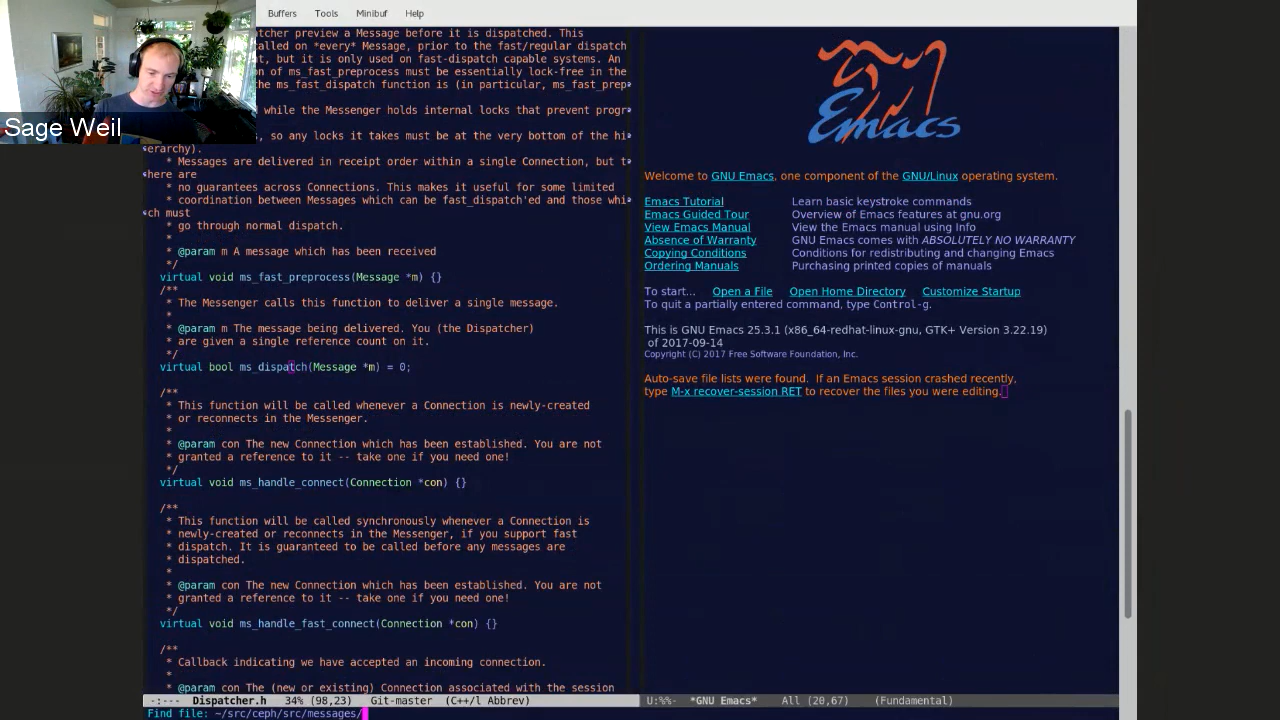 Buffers Tools Minibuf Help
Sage Weil
tcher preview a Message before it is dispatched. This
alled on *every* Message, prior to the fast/regular dispatch
t, but it is only used on fast-dispatch capable systems. An
on of ms_fast_preprocess must be essentially lock-free in the
the ms_fast_dispatch function is (in particular, ms_fast_prep
while the Messenger holds internal locks that prevent progr
s, so any locks it takes must be at the very bottom of the hi
erarchy).
* Messages are delivered in receipt order within a single Connection, but t
here are
* no guarantees across Connections. This makes it useful for some limited
* coordination between Messages which can be fast_dispatch'ed and those whi
ch must
* go through normal dispatch.
*
* @param m A message which has been received
*/
virtual void ms_fast_preprocess(Message *m) {}
/**
* The Messenger calls this function to deliver a single message.
*
* @param m The message being delivered. You (the Dispatcher)
* are given a single reference count on it.
*/
virtual bool ms_dispatch(Message *m) = 0;
/**
* This function will be called whenever a Connection is newly-created
* or reconnects in the Messenger.
*
* @param con The new Connection which has been established. You are not
* granted a reference to it -- take one if you need one!
*/
virtual void ms_handle_connect(Connection *con) {}
/**
* This function will be called synchronously whenever a Connection is
* newly-created or reconnects in the Messenger, if you support fast
* dispatch. It is guaranteed to be called before any messages are
* dispatched.
*
* @param con The new Connection which has been established. You are not
* granted a reference to it -- take one if you need one!
*/
virtual void ms_handle_fast_connect(Connection *con) {}
/**
* Callback indicating we have accepted an incoming connection.
*
* @param con The (new or existing) Connection associated with the session
-:--- Dispatcher.h 34% (98,23) Git-master (C++/l Abbrev)
Find file: ~/src/ceph/src/messages/
Emacs
Welcome to GNU Emacs, one component of the GNU/Linux operating system.
Emacs Tutorial Learn basic keystroke commands
Emacs Guided Tour Overview of Emacs features at gnu.org
View Emacs Manual View the Emacs manual using Info
Absence of Warranty GNU Emacs comes with ABSOLUTELY NO WARRANTY
Copying Conditions Conditions for redistributing and changing Emacs
Ordering Manuals Purchasing printed copies of manuals
To start... Open a File Open Home Directory Customize Startup
To quit a partially entered command, type Control-g.
This is GNU Emacs 25.3.1 (x86_64-redhat-linux-gnu, GTK+ Version 3.22.19)
of 2017-09-14
Copyright (C) 2017 Free Software Foundation, Inc.
Auto-save file lists were found. If an Emacs session crashed recently,
type M-x recover-session RET to recover the files you were editing.
U:%%- *GNU Emacs* All (20,67) (Fundamental)